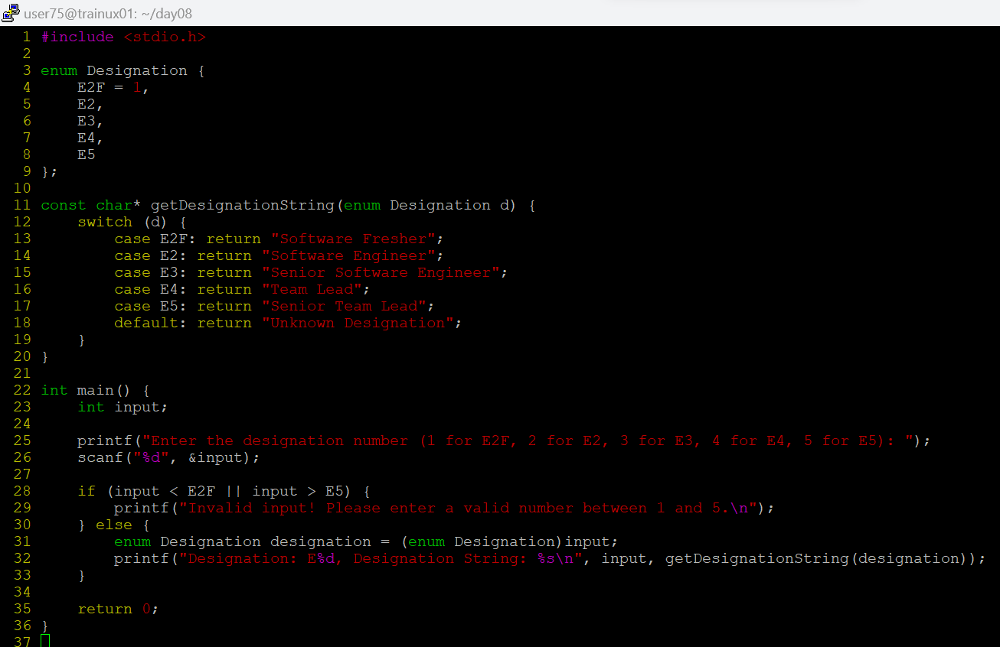 user75@trainux01: ~/day08
1 #include <stdio.h>
2
3 enum Designation {
4     E2F = 1,
5     E2,
6     E3,
7     E4,
8     E5
9 };
10
11 const char* getDesignationString(enum Designation d) {
12     switch (d) {
13         case E2F: return "Software Fresher";
14         case E2: return "Software Engineer";
15         case E3: return "Senior Software Engineer";
16         case E4: return "Team Lead";
17         case E5: return "Senior Team Lead";
18         default: return "Unknown Designation";
19     }
20 }
21
22 int main() {
23     int input;
24
25     printf("Enter the designation number (1 for E2F, 2 for E2, 3 for E3, 4 for E4, 5 for E5): ");
26     scanf("%d", &input);
27
28     if (input < E2F || input > E5) {
29         printf("Invalid input! Please enter a valid number between 1 and 5.\n");
30     } else {
31         enum Designation designation = (enum Designation)input;
32         printf("Designation: E%d, Designation String: %s\n", input, getDesignationString(designation));
33     }
34
35     return 0;
36 }
37